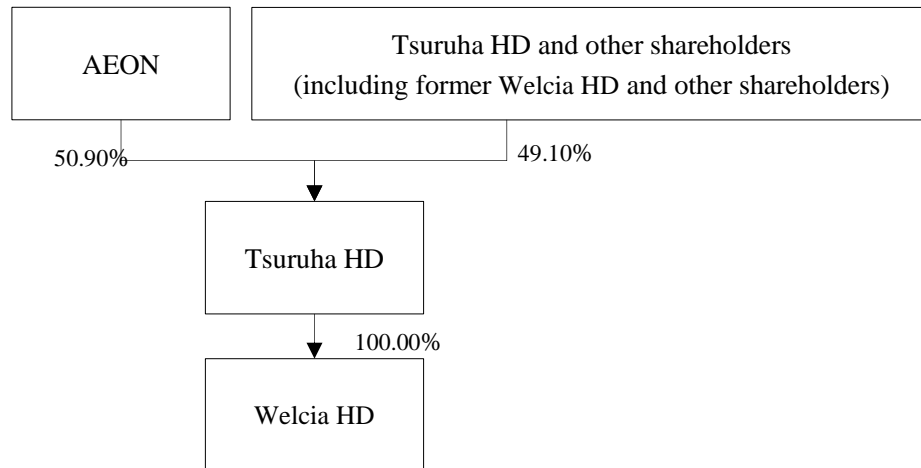 AEON
Tsuruha HD and other shareholders
(including former Welcia HD and other shareholders)
50.90%
49.10%
Tsuruha HD
100.00%
Welcia HD